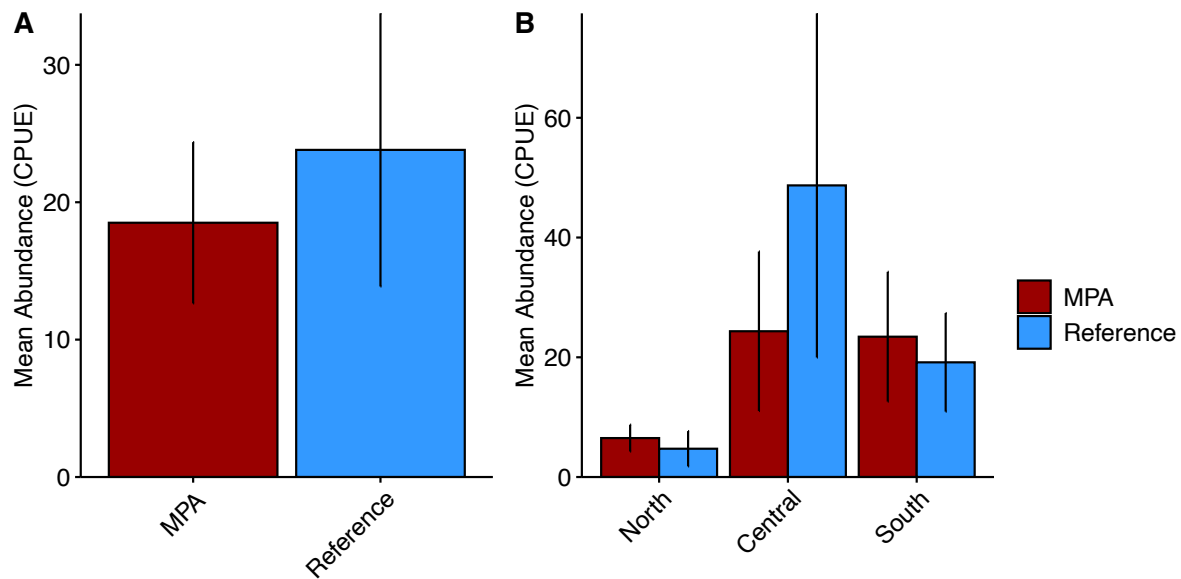 A
Mean Abundance (CPUE)
30
20
10
0
MPA
Reference
B
Mean Abundance (CPUE)
60
40
20
0
North
Central
South
MPA
Reference